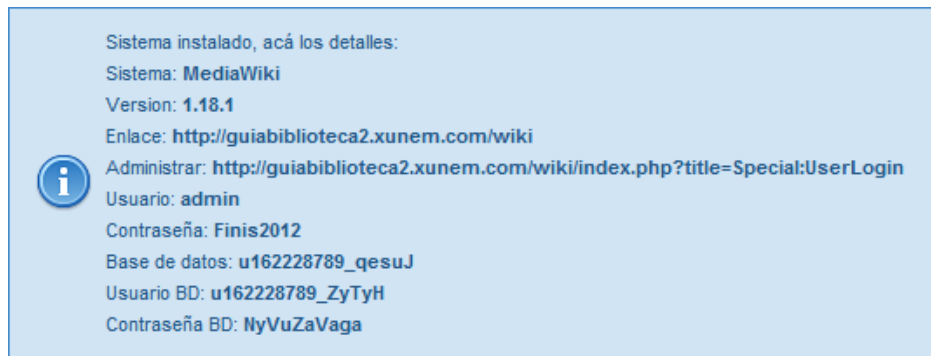 Sistema instalado, acá los detalles:
Sistema: MediaWiki
Version: 1.18.1
Enlace: http://guiabiblioteca2.xunem.com/wiki
Administrar: http://guiabiblioteca2.xunem.com/wiki/index.php?title=Special:UserLogin
Usuario: admin
Contraseña: Finis2012
Base de datos: u162228789_qesuJ
Usuario BD: u162228789_ZyTyH
Contraseña BD: NyVuZaVaga